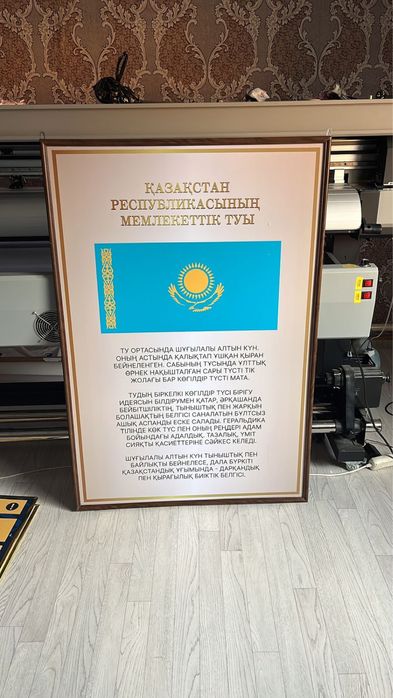 ҚАЗАҚСТАН
РЕСПУБЛИКАСЫНЫҢ
МЕМЛЕКЕТТІК ТУЫ
ТУ ОРТАСЫНДА ШҰҒЫЛАЛЫ АЛТЫН КҮН.
ОНЫҢ АСТЫНДА ҚАЛЫҚТАП ҰШҚАН ҚЫРАН
БЕЙНЕЛЕНГЕН. САБЫНЫҢ ТҰСЫНДА ҰЛТТЫҚ
ӨРНЕК НАҚЫШТАЛҒАН САРЫ ТҮСТІ ТІК
ЖОЛАҒЫ БАР КӨГІЛДІР ТҮСТІ МАТА.
ТУДЫҢ БІРКЕЛКІ КӨГІЛДІР ТҮСІ БІРІГУ
ИДЕЯСЫН БІЛДІРУМЕН ҚАТАР, ӘРҚАШАНДА
БЕЙБІТШІЛІКТІҢ, ТЫНЫШТЫҚ ПЕН ЖАРҚЫН
БОЛАШАҚТЫҢ БЕЛГІСІ САНАЛАТЫН БҰЛТСЫЗ
АШЫҚ АСПАНДЫ ЕСКЕ САЛАДЫ. ГЕРАЛЬДИКА
ТІЛІНДЕ КӨК ТҮС ПЕН ОНЫҢ РЕҢДЕРІ АДАМ
БОЙЫНДАҒЫ АДАЛДЫҚ, ТАЗАЛЫҚ, ҮМІТ
СИЯҚТЫ ҚАСИЕТТЕРІНЕ СӘЙКЕС КЕЛЕДІ.
ШҰҒЫЛАЛЫ АЛТЫН КҮН ТЫНЫШТЫҚ ПЕН
БАЙЛЫҚТЫ БЕЙНЕЛЕСЕ, ДАЛА БҮРКІТІ
ҚАЗАҚСТАНДЫҚ ҰҒЫМЫНДА - ДАРҚАНДЫҚ
ПЕН ҚЫРАҒЫЛЫҚ БИІКТІК БЕЛГІСІ.